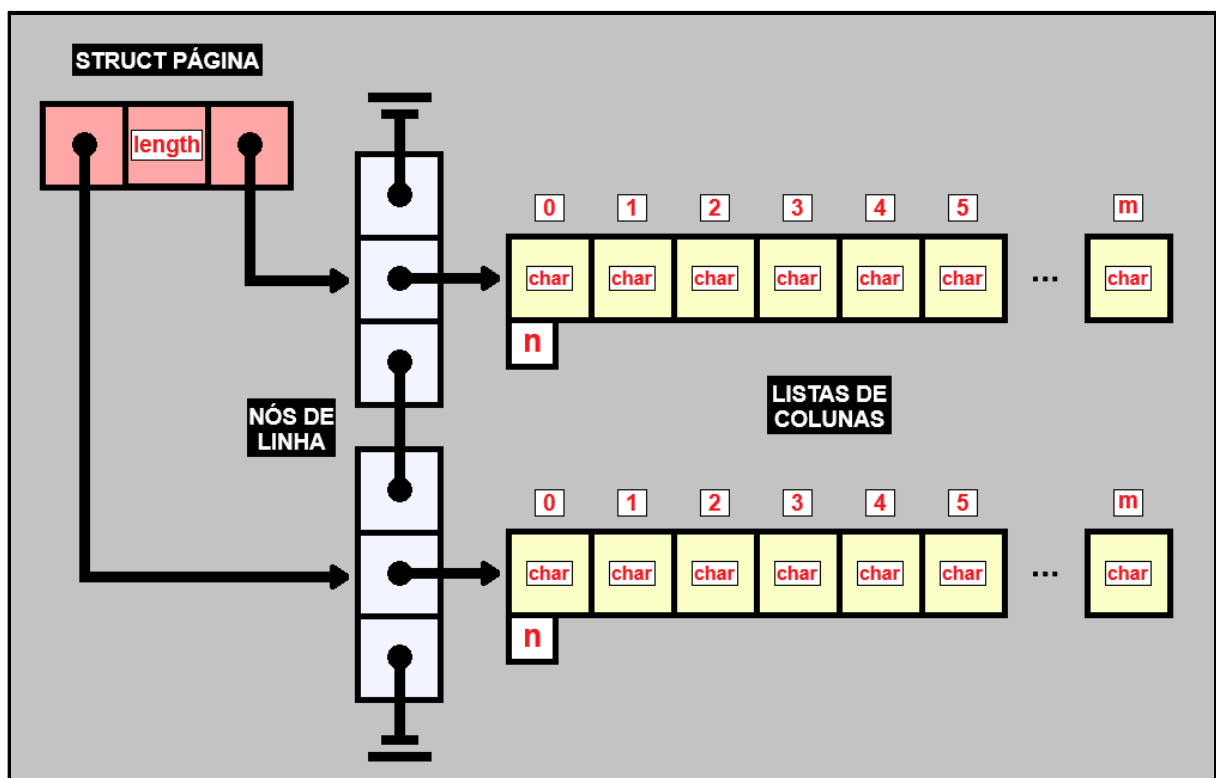 STRUCT PÁGINA
length
0 1 2 3 4 5 m
char char char char char char ... char
n
NÓS DE
LINHA
LISTAS DE
COLUNAS
0 1 2 3 4 5 m
char char char char char char ... char
n